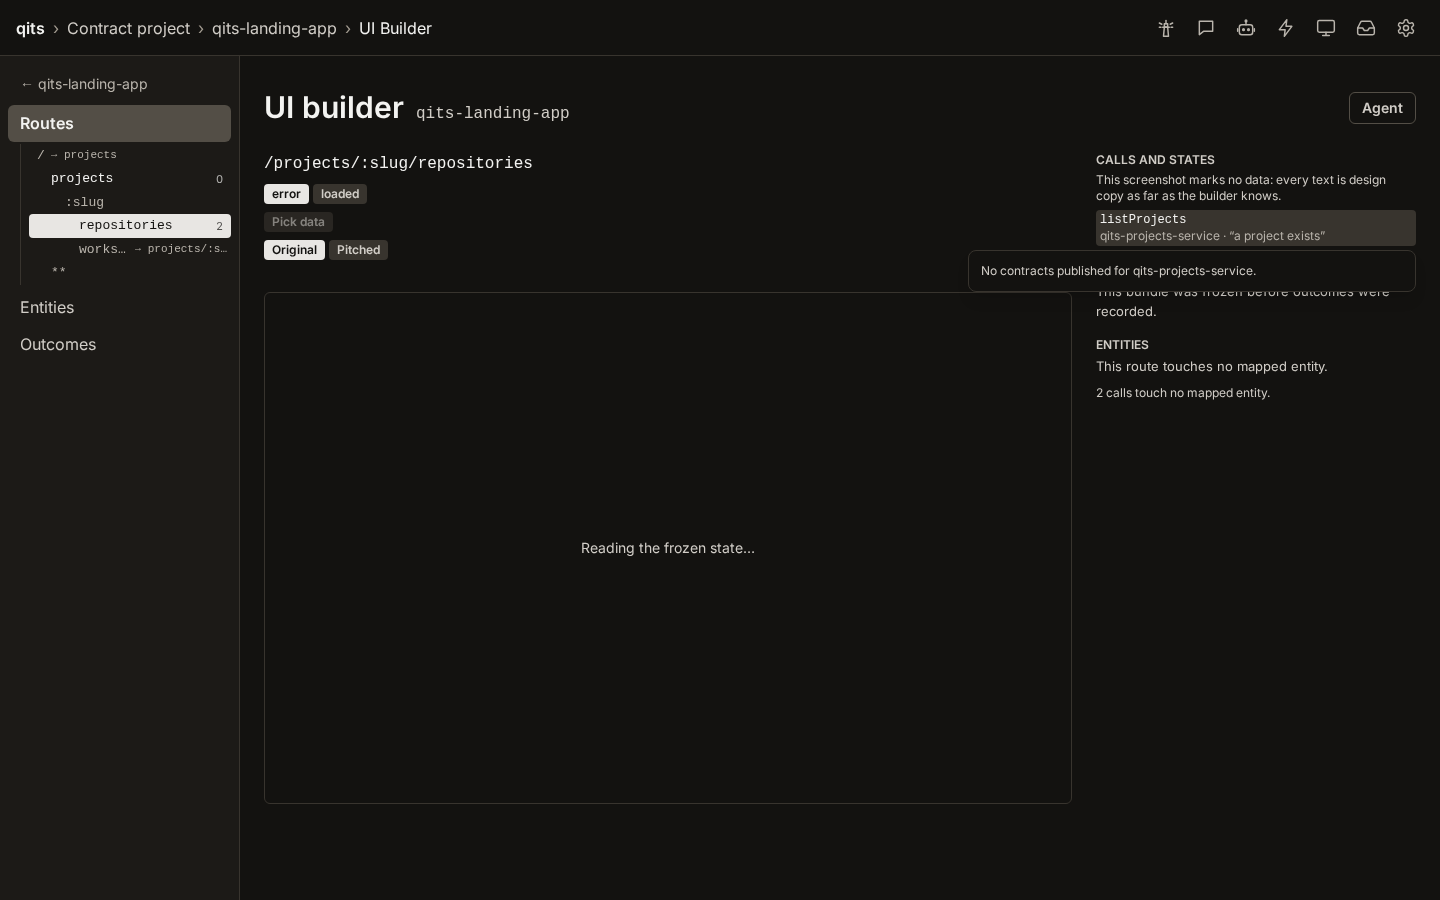 qits › Contract project › qits-landing-app › UI Builder
← qits-landing-app
Routes
/ → projects
projects 0
:slug
repositories 2
works… → projects/:s…
**
Entities
Outcomes
UI builder qits-landing-app
Agent
/projects/:slug/repositories
error loaded
Pick data
Original Pitched
Reading the frozen state…
CALLS AND STATES
This screenshot marks no data: every text is design
copy as far as the builder knows.
listProjects
qits-projects-service · “a project exists”
No contracts published for qits-projects-service.
This bundle was frozen before outcomes were
recorded.
ENTITIES
This route touches no mapped entity.
2 calls touch no mapped entity.